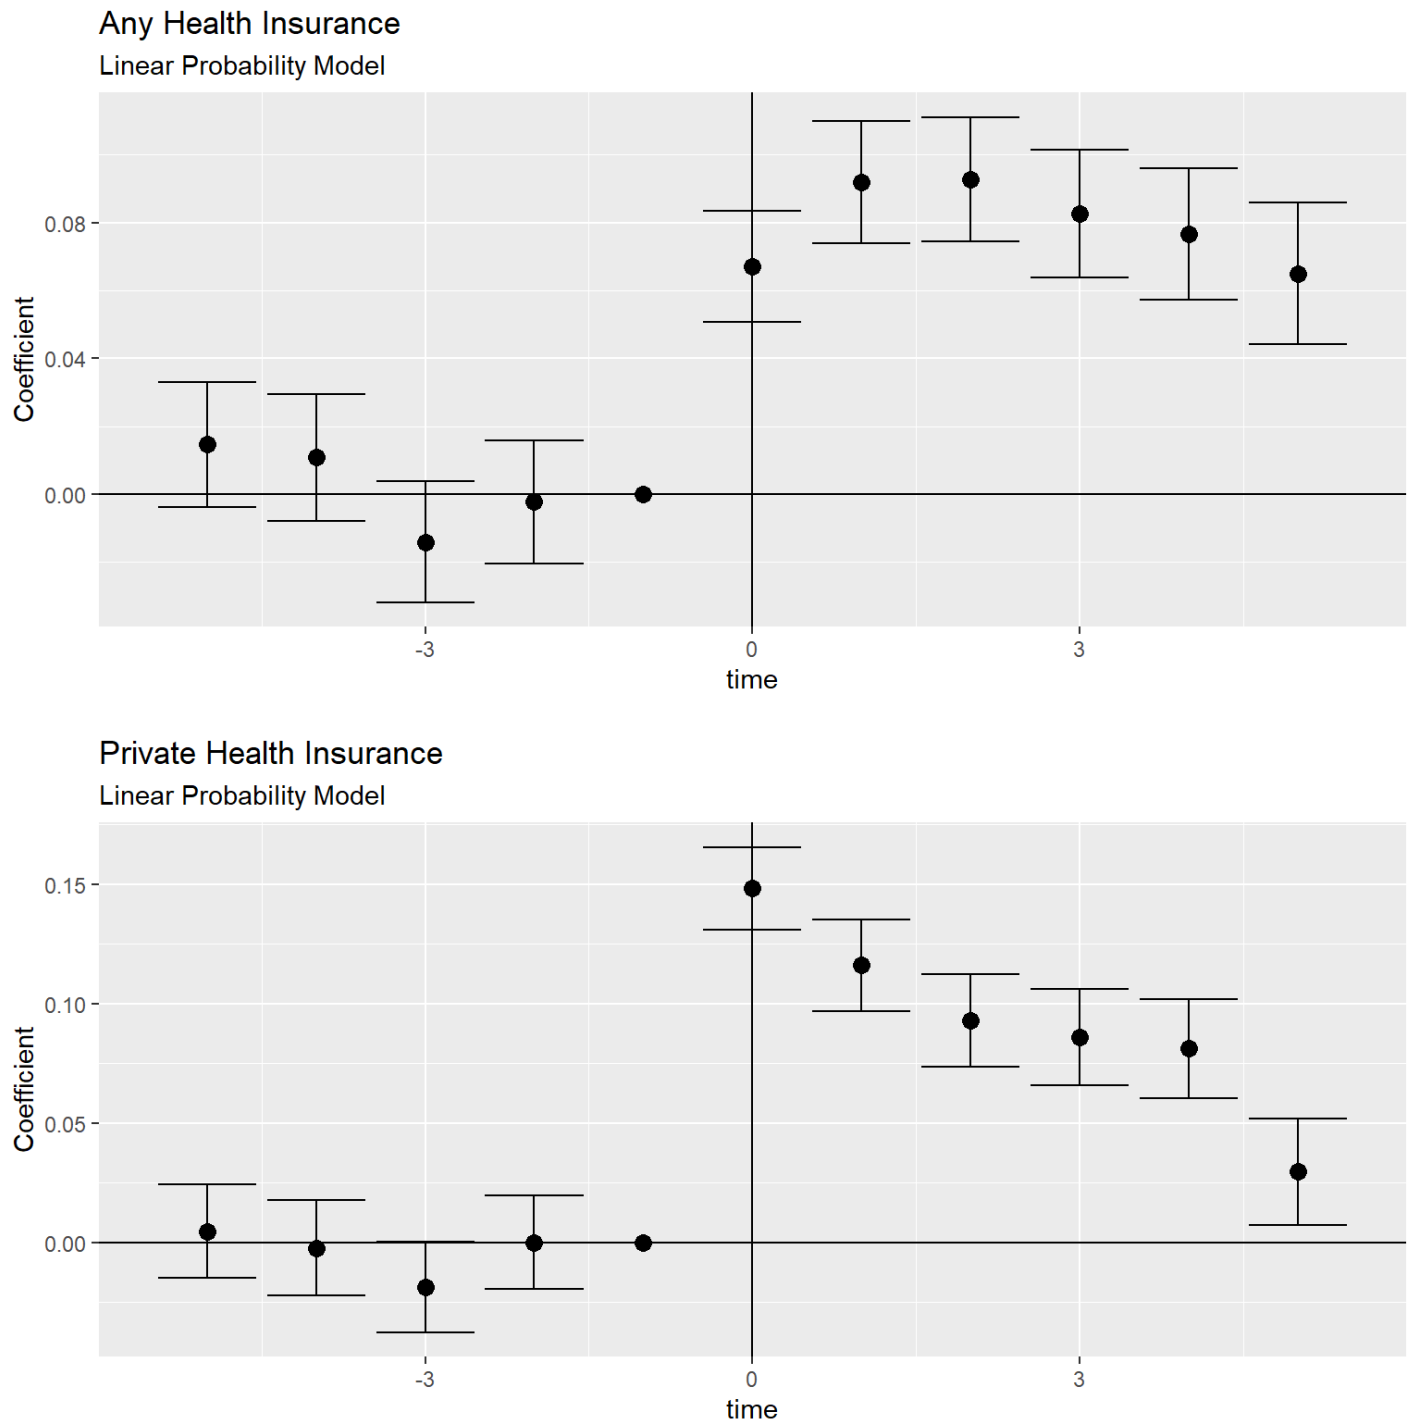 Any Health Insurance
Linear Probability Model
0.08
0.04
0.00
Coefficient
-3 0 3
time
Private Health Insurance
Linear Probability Model
0.15
0.10
0.05
0.00
Coefficient
-3 0 3
time